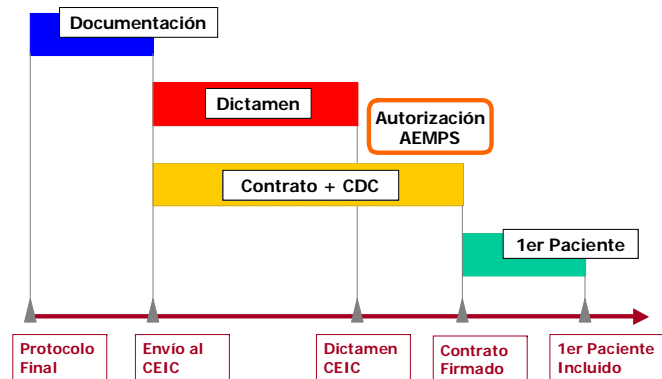 Documentación
Dictamen
Autorización
AEMPS
Contrato + CDC
1er Paciente
Protocolo
Final
Envío al
CEIC
Dictamen
CEIC
Contrato
Firmado
1er Paciente
Incluido